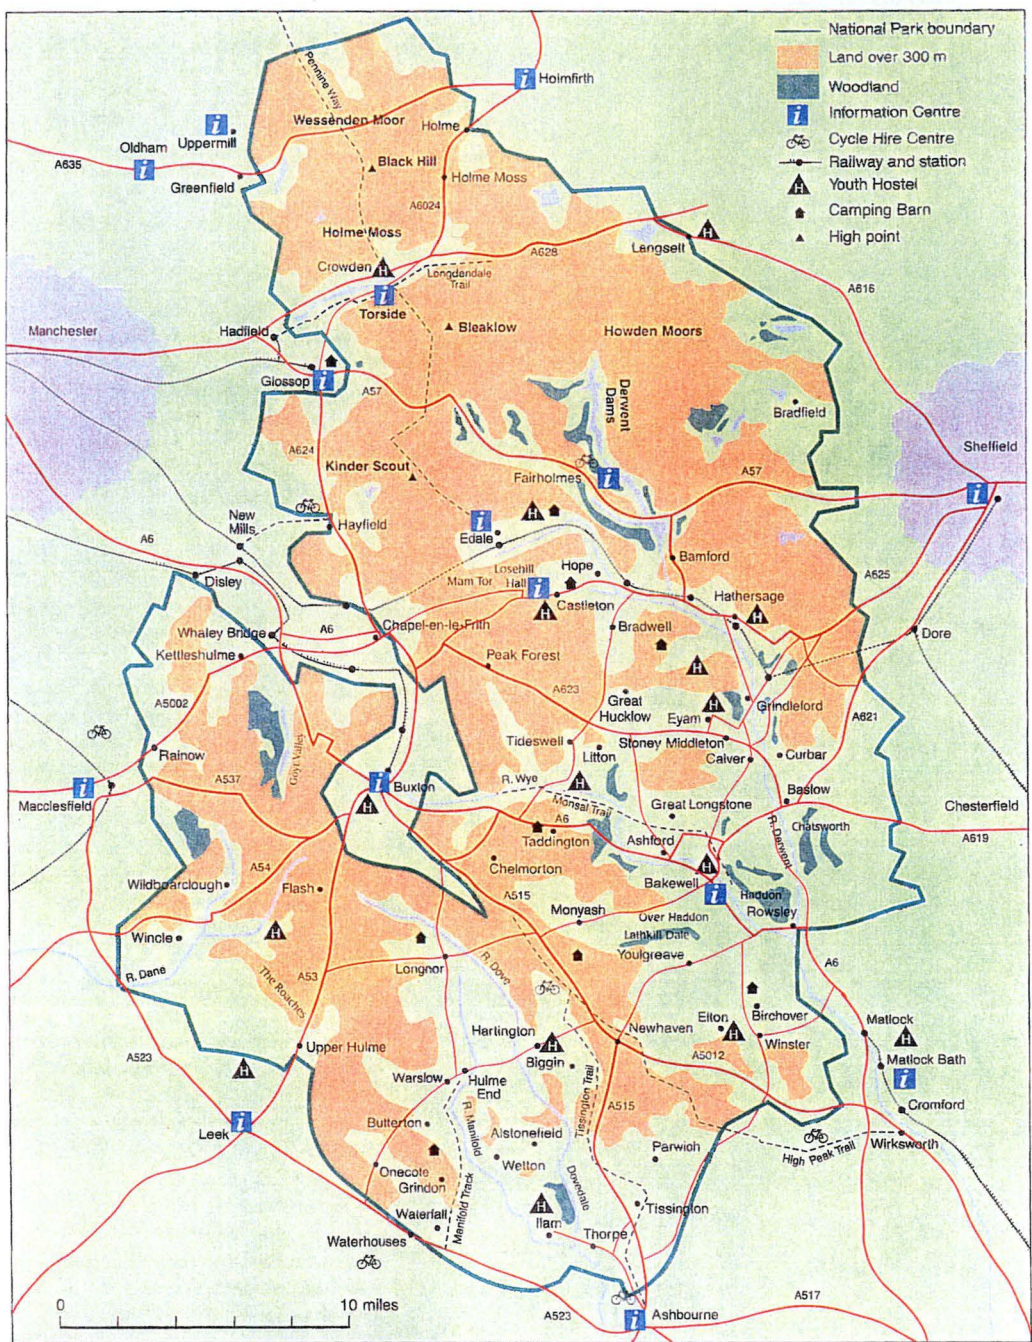 National Park boundary
Land over 300 m
Woodland
Information Centre
Cycle Hire Centre
Railway and station
Youth Hostel
Camping Barn
High point
Pennine Way
Holmfirth
Wessenden Moor
Holme
Uppermill
Oldham
A635
Greenfield
Black Hill
Holme Moss
A6024
Holme Moss
Langsett
A628
Crowden
Longdendale
Trail
A616
Torside
Manchester
Hadfield
Bleaklow
Howden Moors
Glossop
A57
Derwent
Dams
Bradfield
A624
Sheffield
Kinder Scout
Fairholmes
A57
New
Mills
Hayfield
Edale
A6
Bamford
Disley
Losehill
Hall
Mam Tor
Hope
A625
Castleton
Hathersage
Whaley Bridge
A6
Chapel-en-le-Frith
Bradwell
Dore
Kettleshulme
Peak Forest
A5002
A623
Great
Hucklow
Grindleford
Eyam
A621
Goyt Valley
Tideswell
Litton
Stoney Middleton
Calver
Curbar
Rainow
A537
R. Wye
Macclesfield
Buxton
Monsal Trail
Baslow
Great Longstone
Chesterfield
A6
Taddington
Ashford
R. Derwent
Chatsworth
A619
Chelmorton
A54
Wildboarclough
Flash
Bakewell
A515
Haddon
Monyash
Over Haddon
Rowsley
Wincle
Lathkill Dale
R. Dane
Longnor
R. Dove
Youlgreave
A6
The Roaches
A53
Birchover
Elton
Newhaven
Matlock
Hartington
Winster
Upper Hulme
Biggin
A5012
Matlock Bath
A523
Warslow
Hulme
End
Tissington Trail
A515
Cromford
Leek
Butterton
R. Manifold
Alstonefield
Wirksworth
High Peak Trail
Parwich
Wetton
Onecote
Grindon
Dovedale
Manifold Track
Tissington
Waterfall
Ilam
Thorpe
Waterhouses
0
10 miles
A523
Ashbourne
A517